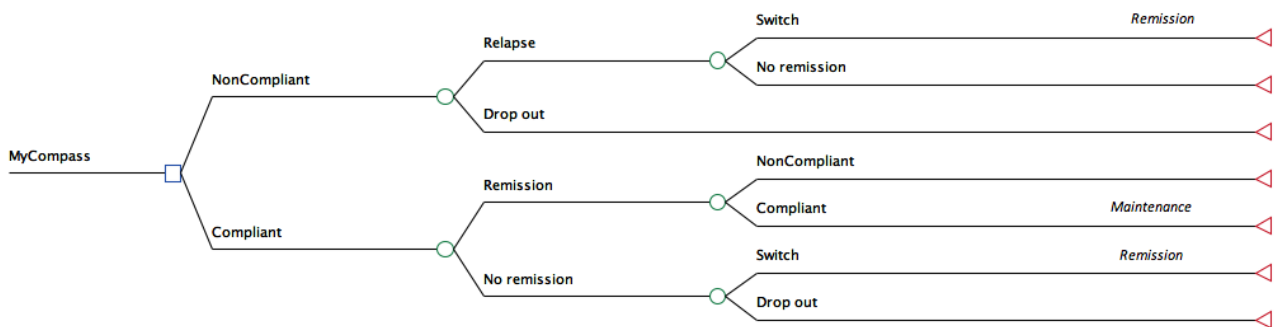 Switch Remission
Relapse
No remission
NonCompliant
Drop out
MyCompass
NonCompliant
Remission
Compliant Maintenance
Compliant
Switch Remission
No remission
Drop out